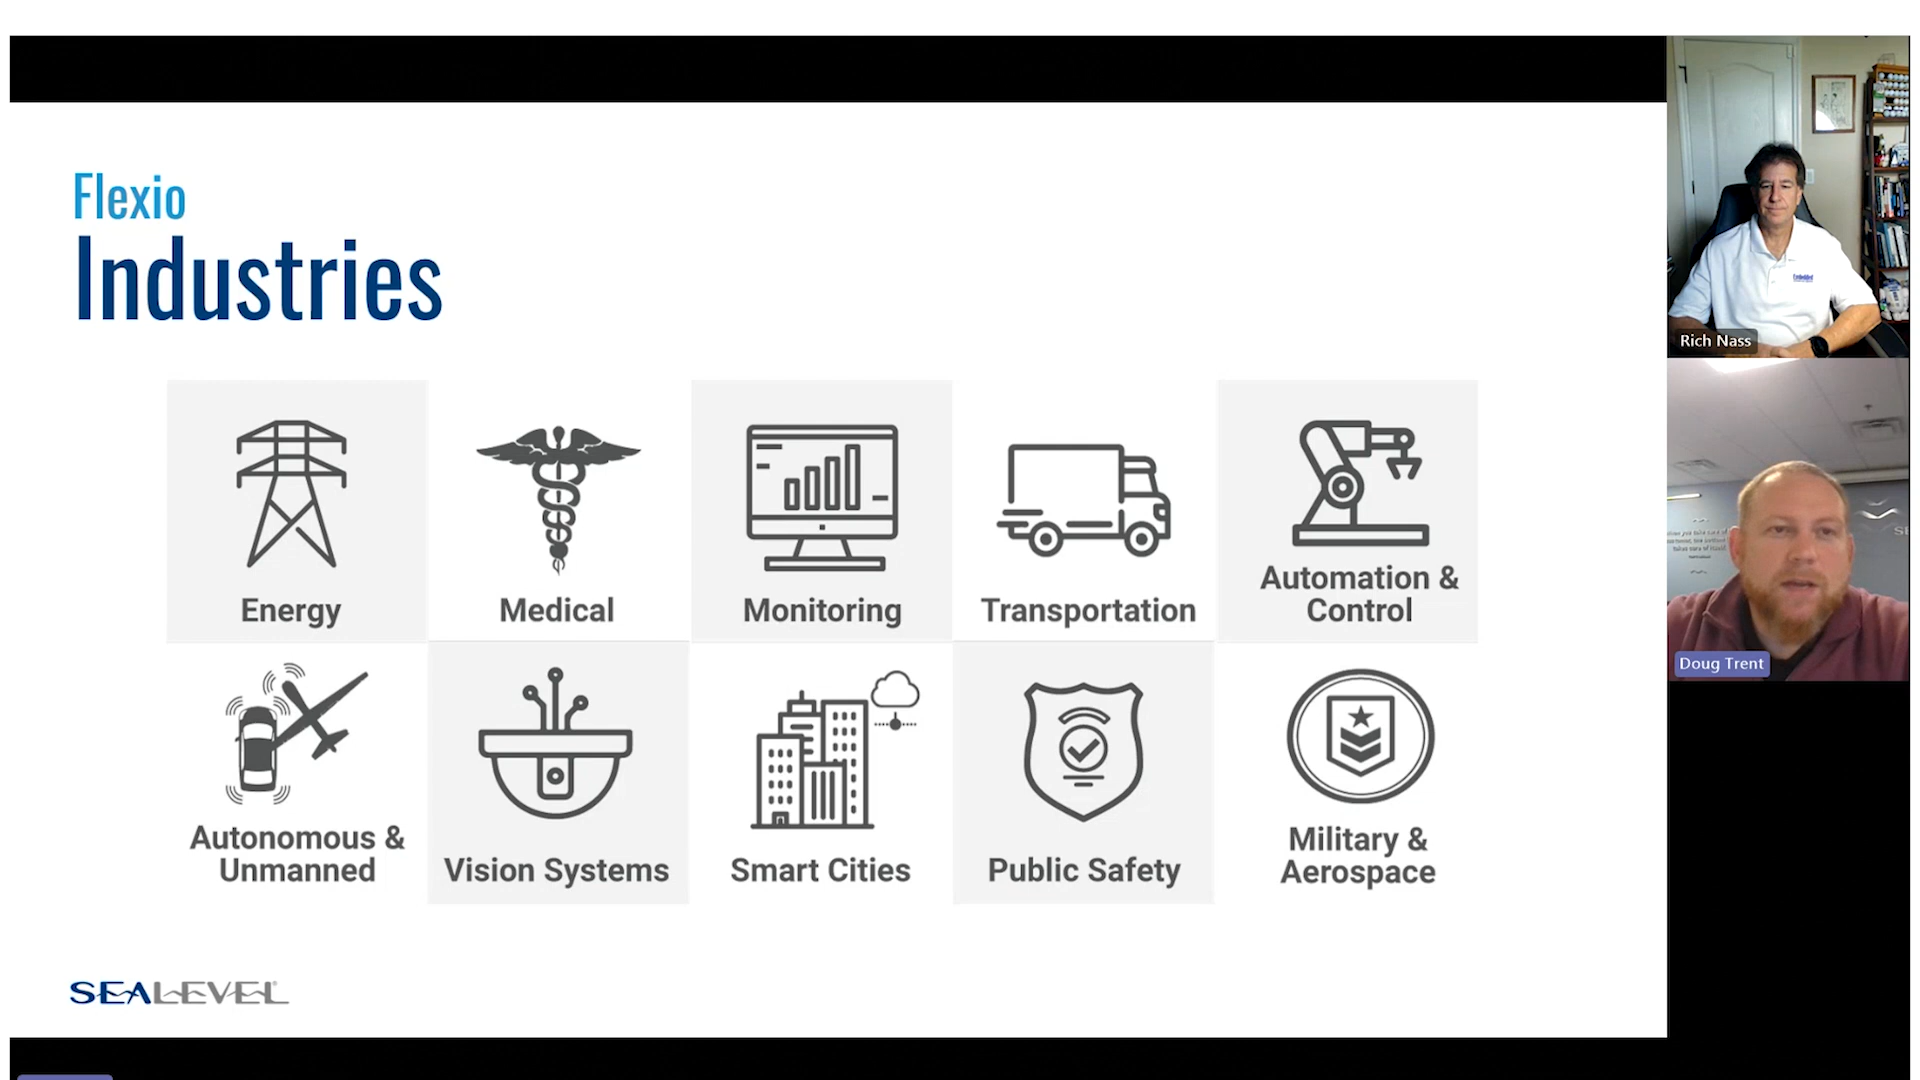 Flexio
Industries
Energy
Medical
Monitoring
Transportation
Automation &
Control
Autonomous &
Unmanned
Vision Systems
Smart Cities
Public Safety
Military &
Aerospace
SEALEVEL
Rich Nass
Doug Trent